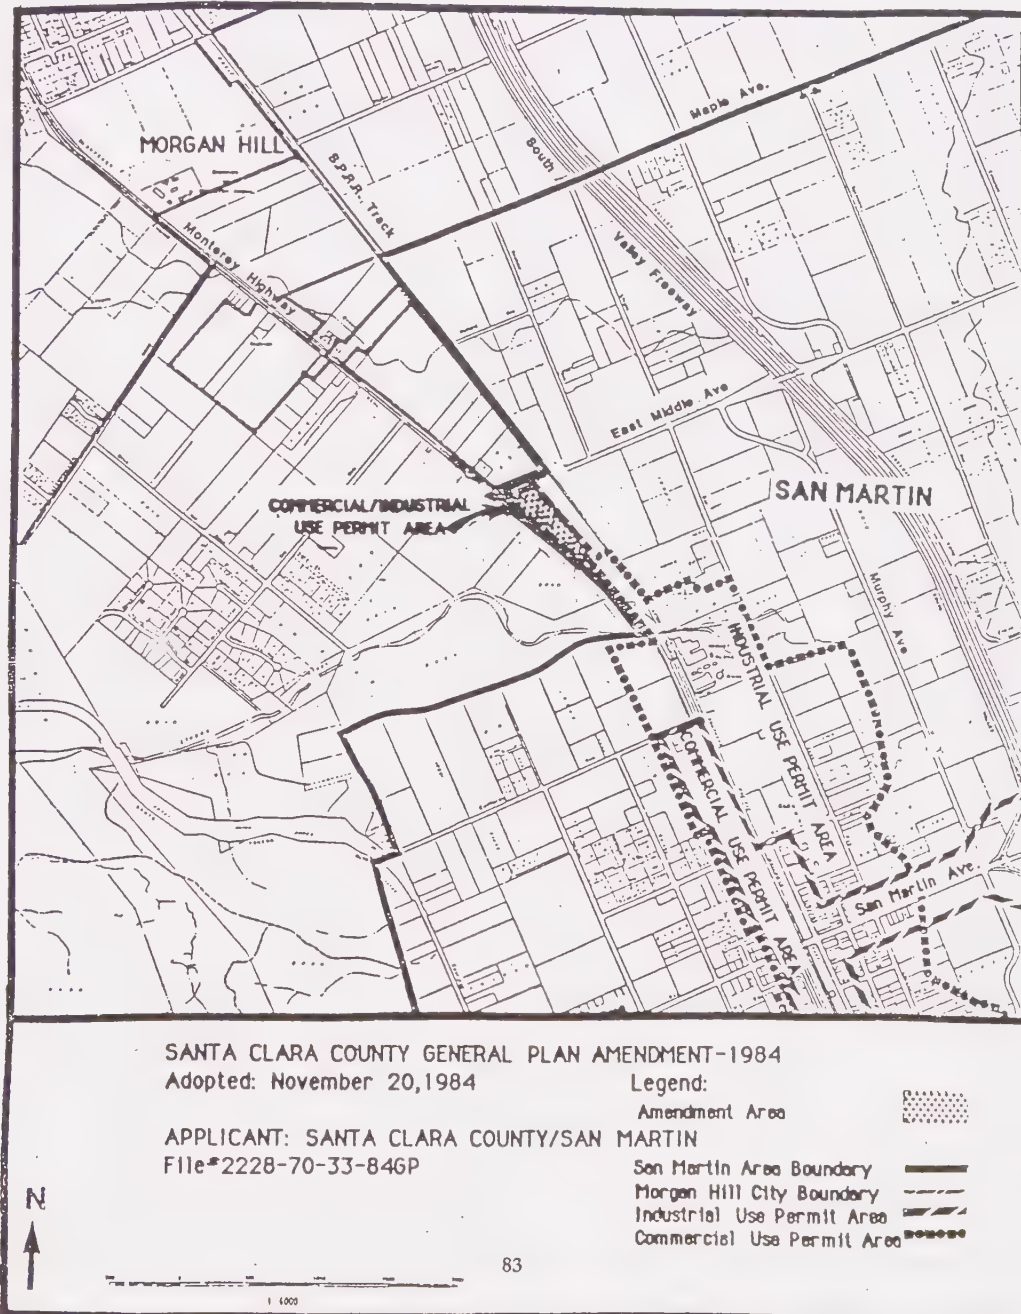 Maple Ave.
MORGAN HILL
South
S.P.R.R. Track
Monterey Highway
Valley Freeway
East Middle Ave
SAN MARTIN
COMMERCIAL/INDUSTRIAL
USE PERMIT AREA
Murphy Ave
INDUSTRIAL USE PERMIT AREA
COMMERCIAL USE PERMIT AREA
San Martin Ave
SANTA CLARA COUNTY GENERAL PLAN AMENDMENT-1984
Adopted: November 20,1984
Legend:
Amendment Area
APPLICANT: SANTA CLARA COUNTY/SAN MARTIN
File#2228-70-33-84GP
San Martin Area Boundary
Morgan Hill City Boundary
Industrial Use Permit Area
Commercial Use Permit Area
N
83